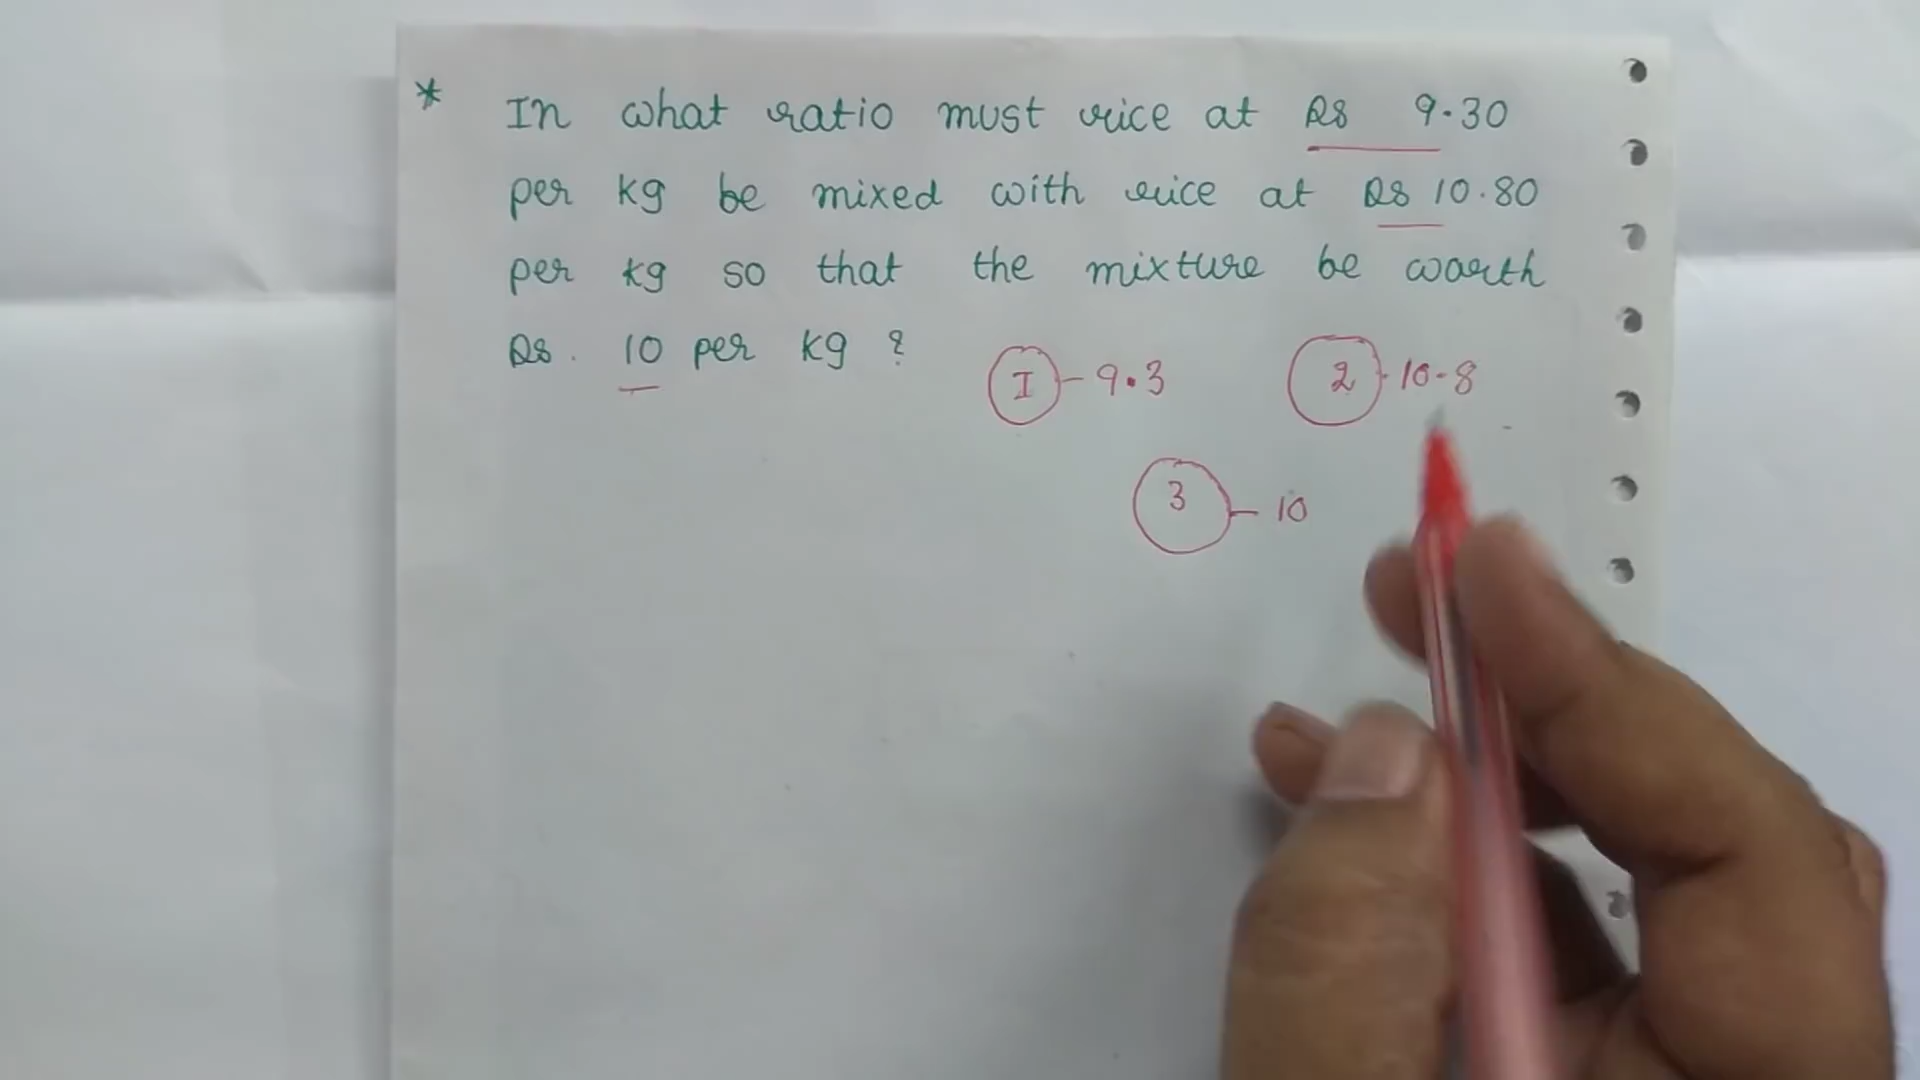 * In what ratio must rice at Rs 9.30
per kg be mixed with rice at Rs 10.80
per kg so that the mixture be worth
Rs. 10 per kg ?
I - 9.3 2 - 10.8
3 - 10